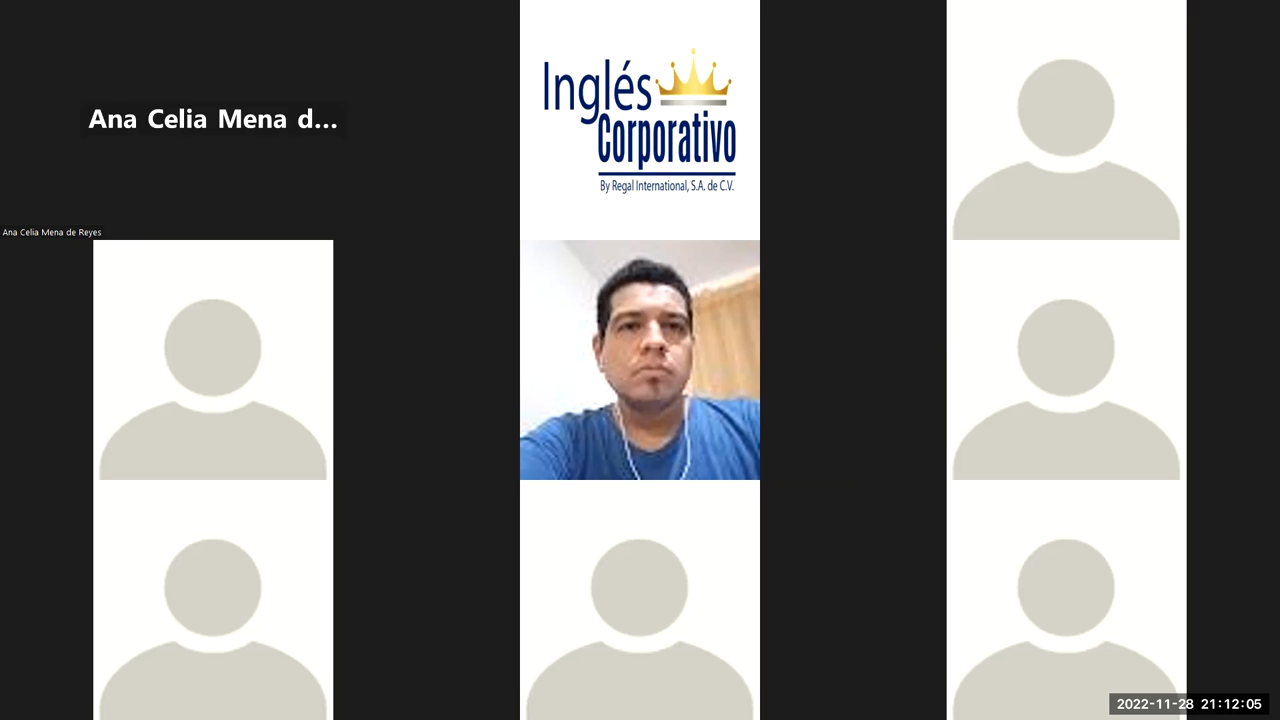 Ana Celia Mena d...
Ana Celia Mena de Reyes
Inglés
Corporativo
By Regal International, S.A. de C.V.
2022-11-28 21:12:05